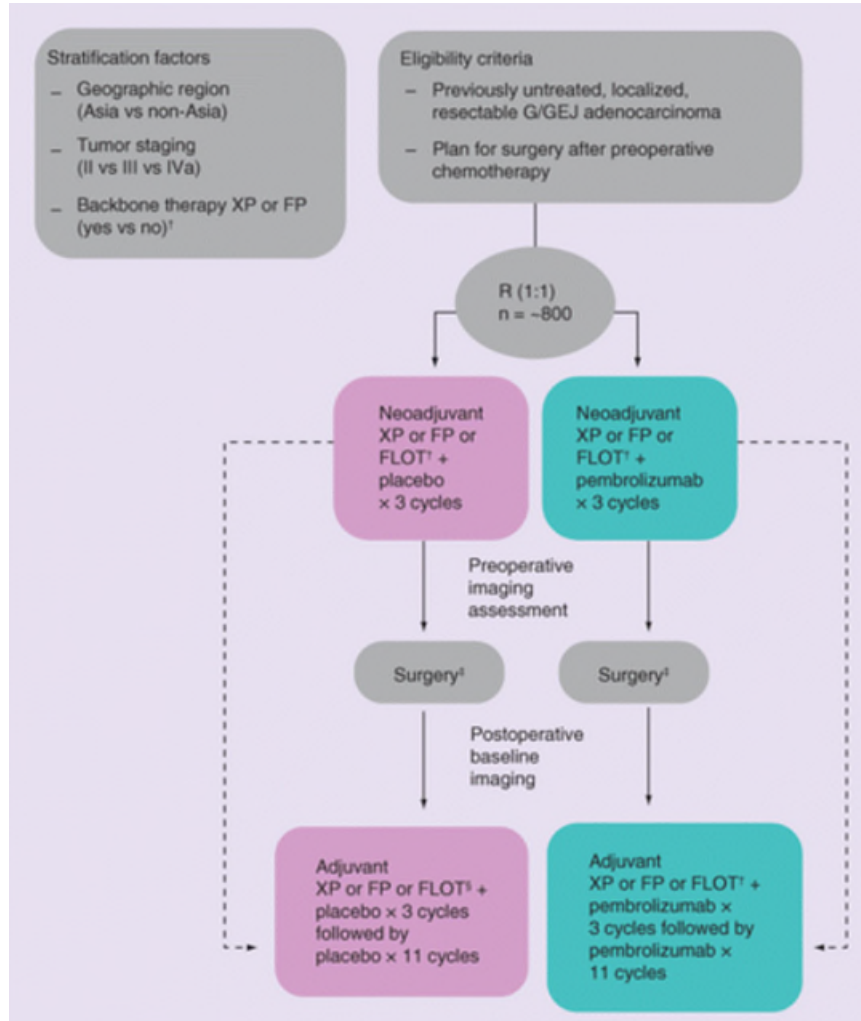 Stratification factors
– Geographic region
(Asia vs non-Asia)
– Tumor staging
(II vs III vs IVa)
– Backbone therapy XP or FP
(yes vs no)†
Eligibility criteria
– Previously untreated, localized,
resectable G/GEJ adenocarcinoma
– Plan for surgery after preoperative
chemotherapy
R (1:1)
n = ~800
Neoadjuvant
XP or FP or
FLOT† +
placebo
× 3 cycles
Neoadjuvant
XP or FP or
FLOT† +
pembrolizumab
× 3 cycles
Preoperative
imaging
assessment
Surgery‡
Surgery‡
Postoperative
baseline
imaging
Adjuvant
XP or FP or FLOT§ +
placebo × 3 cycles
followed by
placebo × 11 cycles
Adjuvant
XP or FP or FLOT† +
pembrolizumab ×
3 cycles followed by
pembrolizumab ×
11 cycles